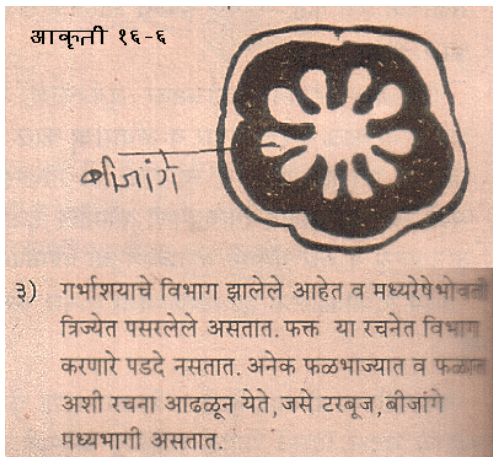 आकृती १६-६
बीजांगे
३) गर्भाशयाचे विभाग झालेले आहेत व मध्यरेषेभोवती
त्रिज्येत पसरलेले असतात. फक्त या रचनेत विभाग
करणारे पडदे नसतात. अनेक फळभाज्यात व फळात
अशी रचना आढळून येते, जसे टरबूज, बीजांगे
मध्यभागी असतात.